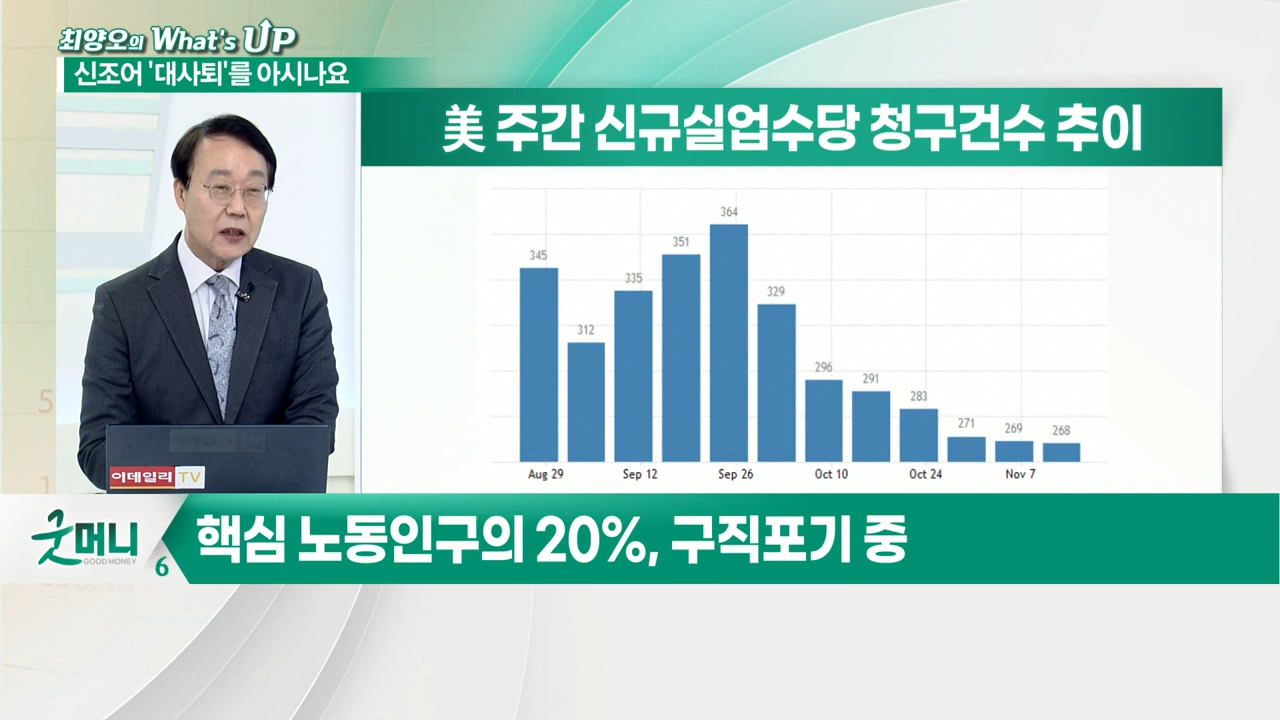 최양오의 What's UP
신조어 '대사퇴'를 아시나요
美 주간 신규실업수당 청구건수 추이
364
351
345
335
329
312
296
291
283
271
269
268
Aug 29
Sep 12
Sep 26
Oct 10
Oct 24
Nov 7
5
1
이데일리 TV
굿머니
GOOD MONEY
6
핵심 노동인구의 20%, 구직포기 중